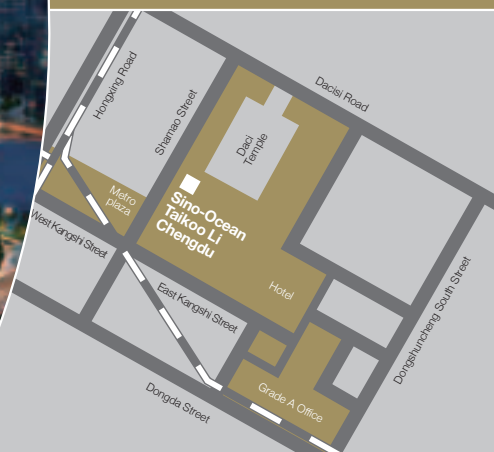 Hongxing Road
Dacisi Road
Shamao Street
Daci
Temple
Metro
plaza
Sino-Ocean
Taikoo Li
Chengdu
West Kangshi Street
Hotel
East Kangshi Street
Dongshuncheng South Street
Grade A Office
Dongda Street